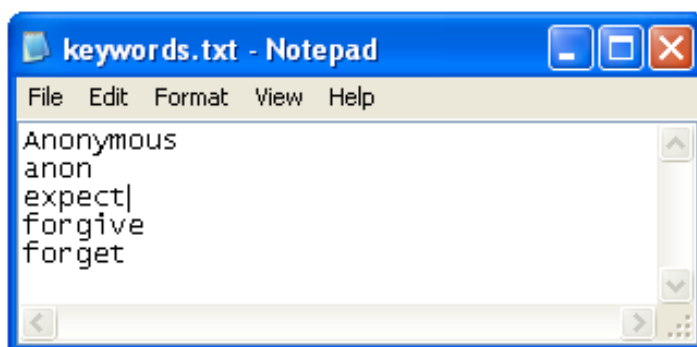 keywords.txt - Notepad
File Edit Format View Help
Anonymous
anon
expect
forgive
forget